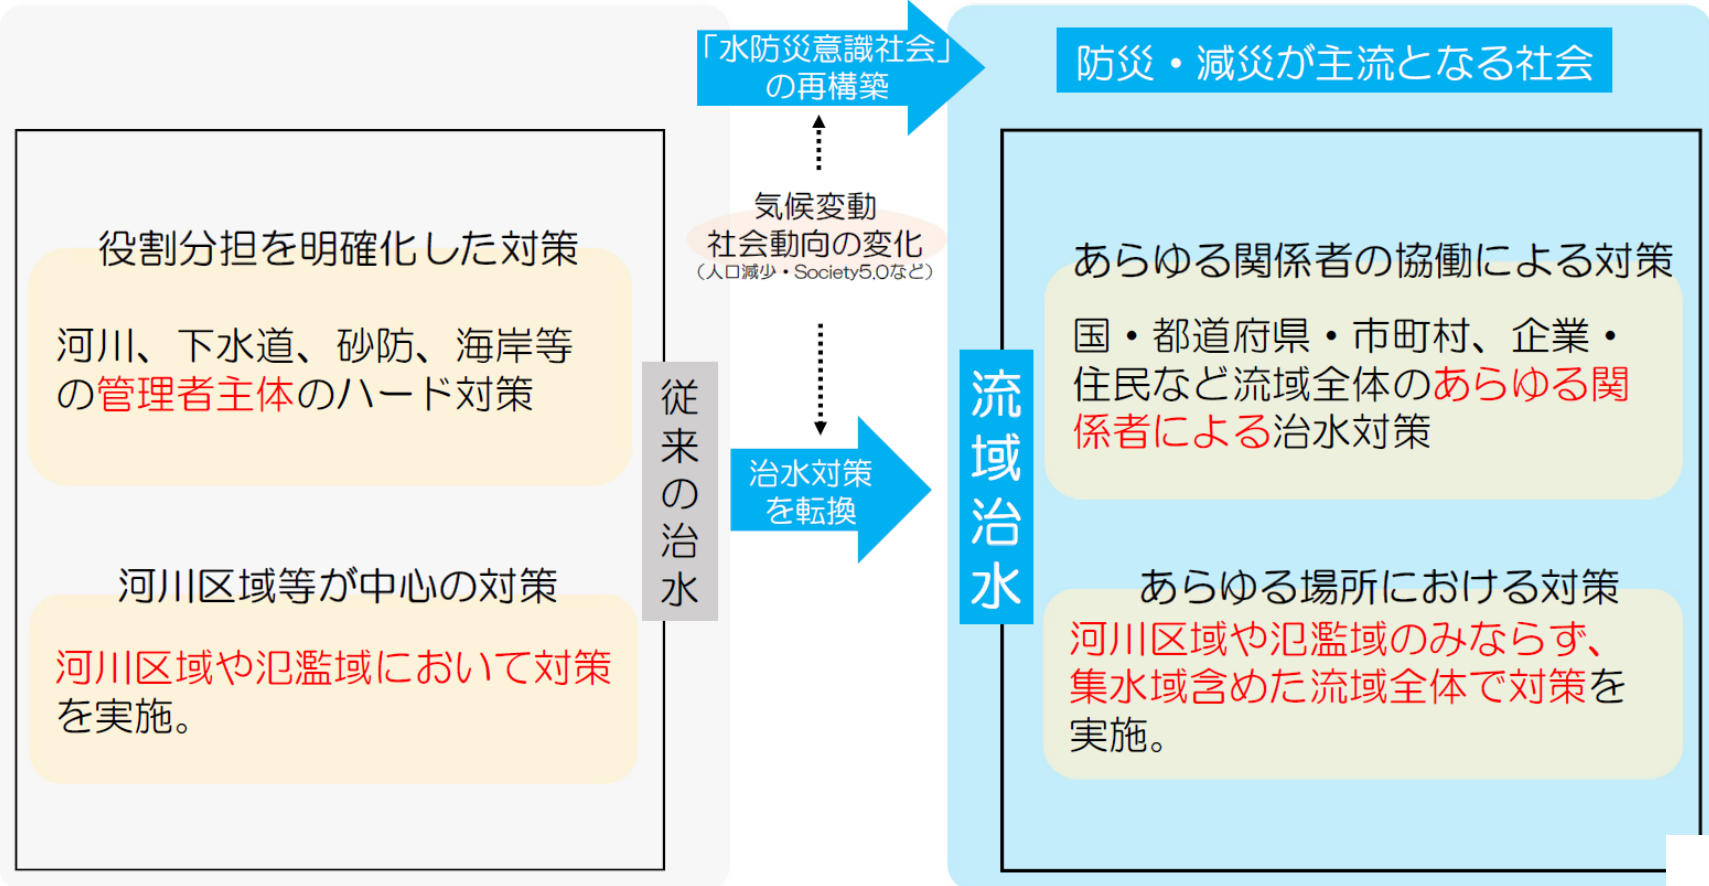 「水防災意識社会」
の再構築
防災・減災が主流となる社会
気候変動
社会動向の変化
（人口減少・Society5.0など）
役割分担を明確化した対策
河川、下水道、砂防、海岸等
の管理者主体のハード対策
河川区域等が中心の対策
河川区域や氾濫域において対策
を実施。
従来の治水
治水対策
を転換
流域治水
あらゆる関係者の協働による対策
国・都道府県・市町村、企業・
住民など流域全体のあらゆる関
係者による治水対策
あらゆる場所における対策
河川区域や氾濫域のみならず、
集水域含めた流域全体で対策を
実施。